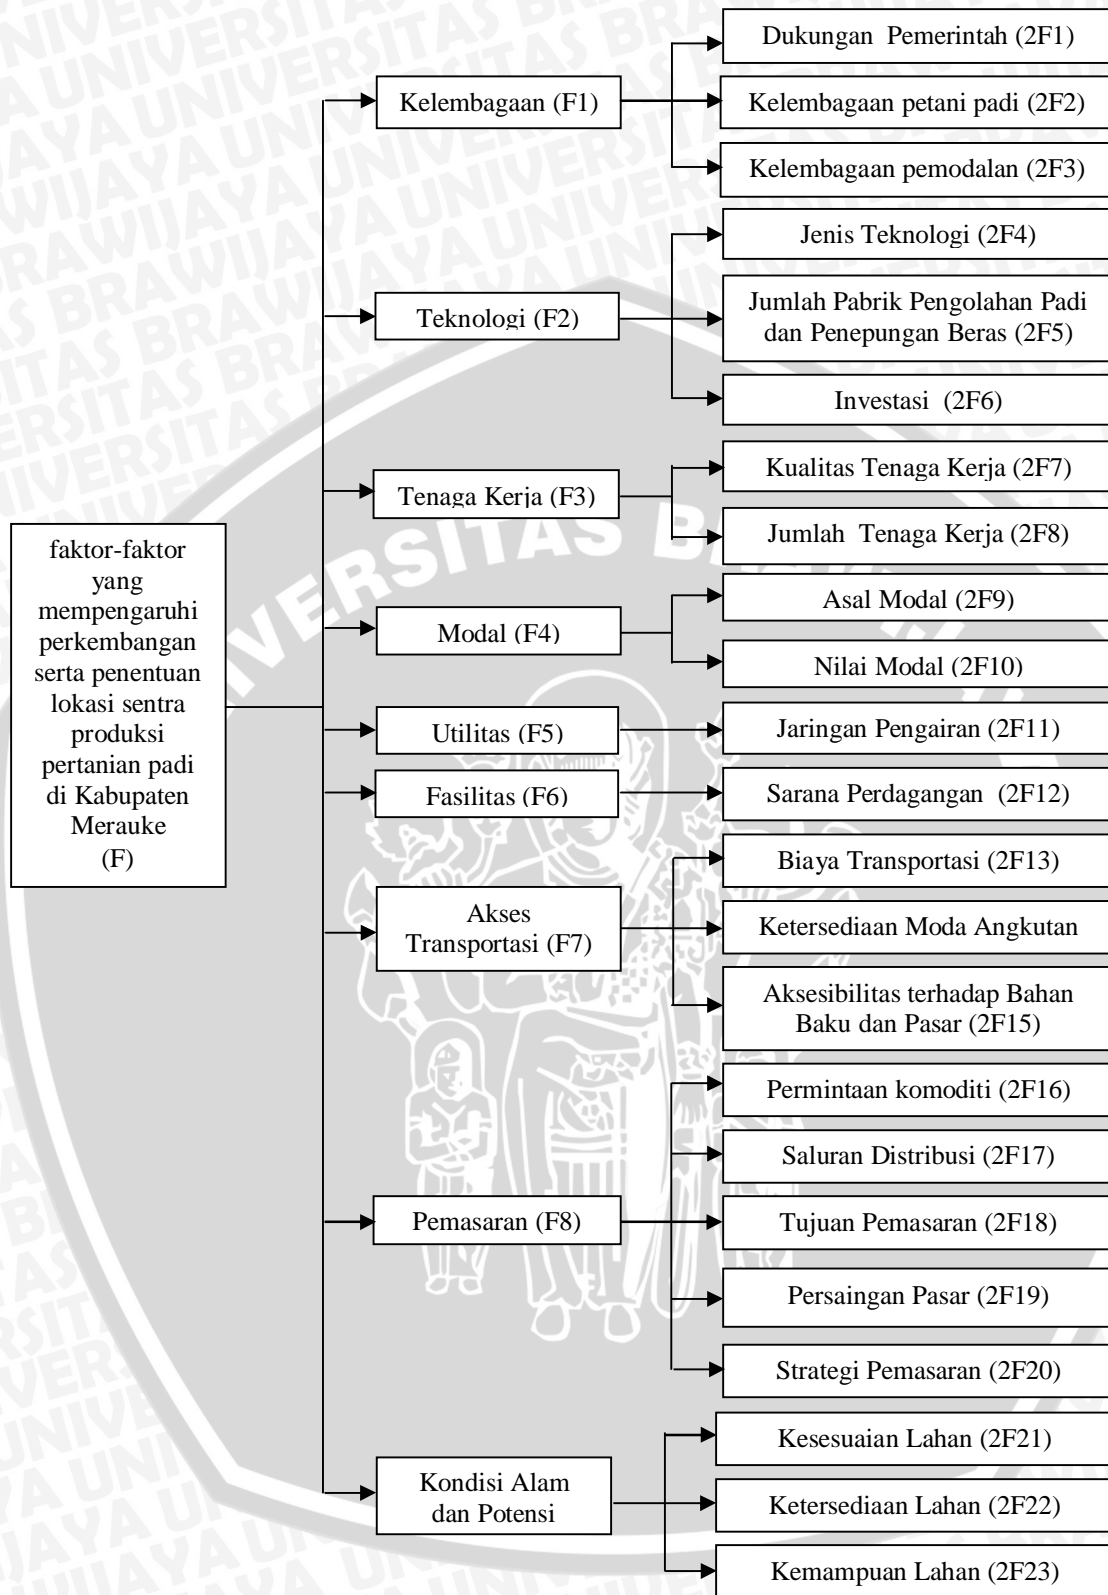 faktor-faktor
yang
mempengaruhi
perkembangan
serta penentuan
lokasi sentra
produksi
pertanian padi
di Kabupaten
Merauke
(F)
Kelembagaan (F1)
Dukungan Pemerintah (2F1)
Kelembagaan petani padi (2F2)
Kelembagaan pemodalan (2F3)
Teknologi (F2)
Jenis Teknologi (2F4)
Jumlah Pabrik Pengolahan Padi
dan Penepungan Beras (2F5)
Investasi (2F6)
Tenaga Kerja (F3)
Kualitas Tenaga Kerja (2F7)
Jumlah Tenaga Kerja (2F8)
Modal (F4)
Asal Modal (2F9)
Nilai Modal (2F10)
Utilitas (F5)
Jaringan Pengairan (2F11)
Fasilitas (F6)
Sarana Perdagangan (2F12)
Akses
Transportasi (F7)
Biaya Transportasi (2F13)
Ketersediaan Moda Angkutan
Aksesibilitas terhadap Bahan
Baku dan Pasar (2F15)
Pemasaran (F8)
Permintaan komoditi (2F16)
Saluran Distribusi (2F17)
Tujuan Pemasaran (2F18)
Persaingan Pasar (2F19)
Strategi Pemasaran (2F20)
Kondisi Alam
dan Potensi
Kesesuaian Lahan (2F21)
Ketersediaan Lahan (2F22)
Kemampuan Lahan (2F23)